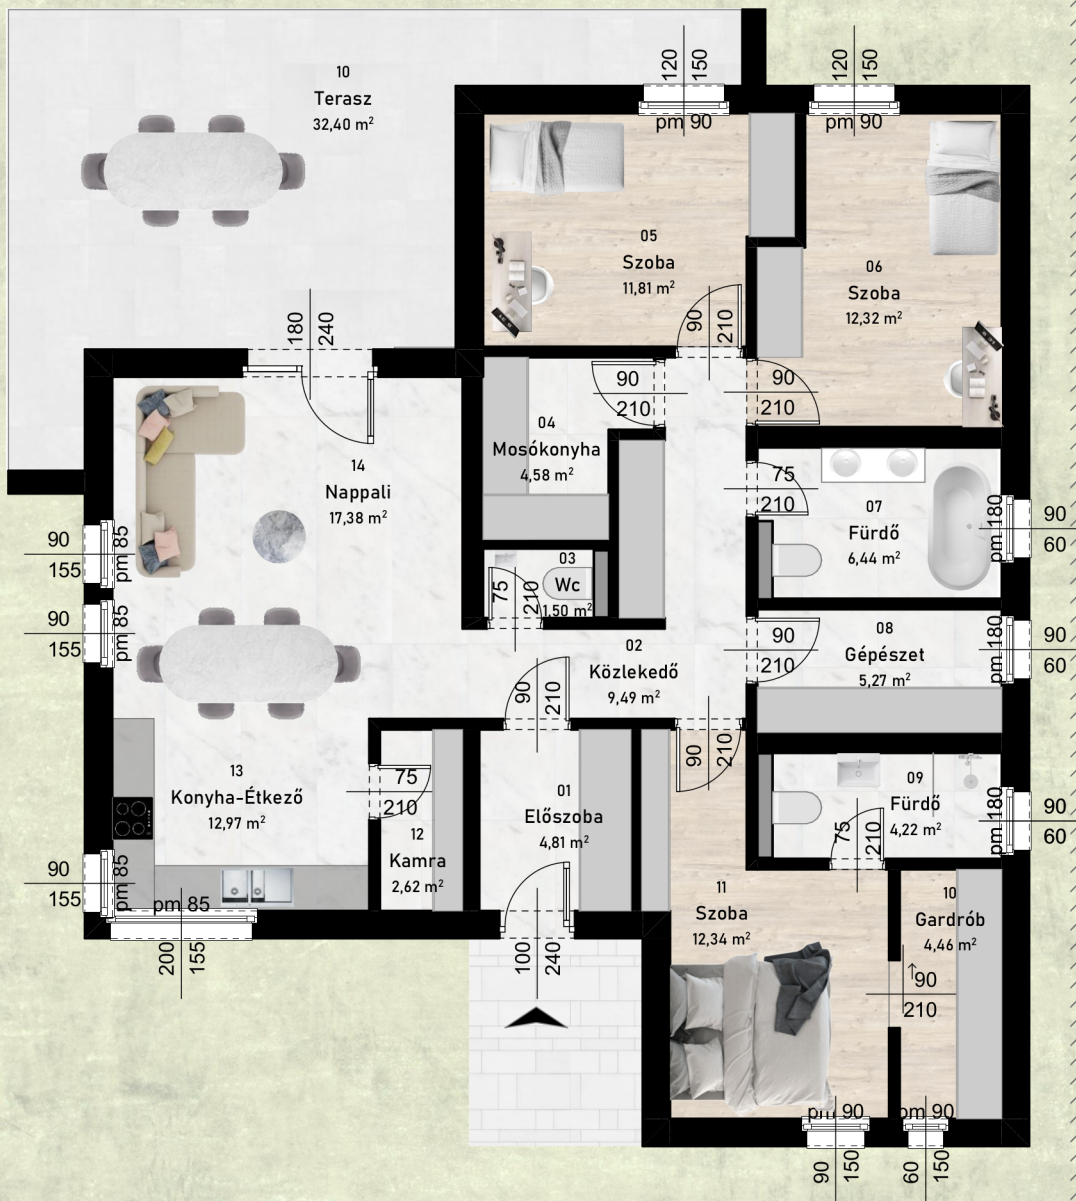 10
Terasz
32,40 m²
120
150
pm 90
120
150
pm 90
05
Szoba
11,81 m²
06
Szoba
12,32 m²
180
240
90
210
90
210
90
210
04
Mosókonyha
4,58 m²
14
Nappali
17,38 m²
75
210
07
Fürdő
6,44 m²
pm 180
90
60
90
155
pm 85
90
155
pm 85
03
Wc
1,50 m²
75
210
02
Közlekedő
9,49 m²
90
210
90
210
08
Gépészet
5,27 m²
pm 180
90
60
90
210
13
Konyha-Étkező
12,97 m²
75
210
12
Kamra
2,62 m²
01
Előszoba
4,81 m²
09
Fürdő
4,22 m²
75
210
pm 180
90
60
90
155
pm 85
pm 85
200
155
100
240
11
Szoba
12,34 m²
10
Gardrób
4,46 m²
90
210
pm 90
90
150
pm 90
60
150